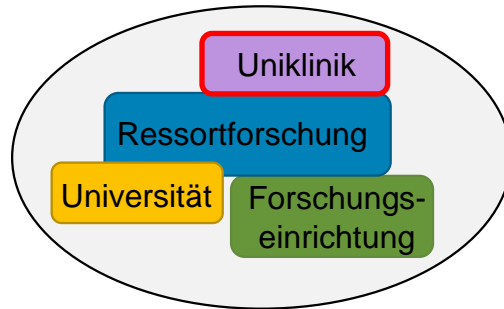 Uniklinik
Ressortforschung
Universität
Forschungs-
einrichtung